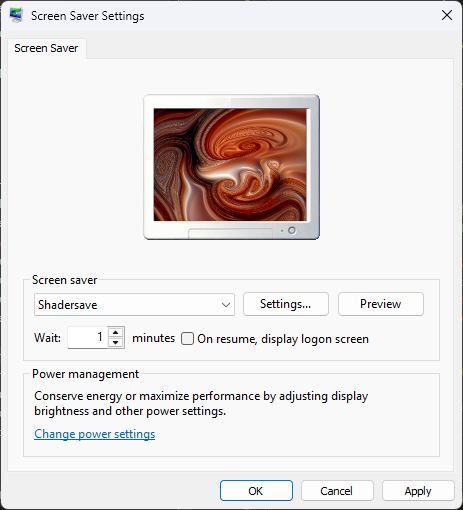 Screen Saver Settings
Screen Saver
Screen saver
Shadersave
Settings...
Preview
Wait: 1 minutes On resume, display logon screen
Power management
Conserve energy or maximize performance by adjusting display
brightness and other power settings.
Change power settings
OK
Cancel
Apply